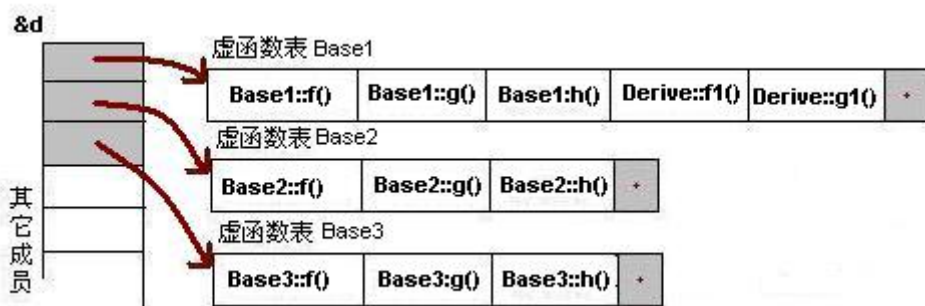 &d
虚函数表 Base1
Base1::f() Base1::g() Base1:h() Derive::f1() Derive::g1()
虚函数表 Base2
Base2::f() Base2::g() Base2::h()
虚函数表 Base3
Base3::f() Base3:g() Base3::h()
其它成员